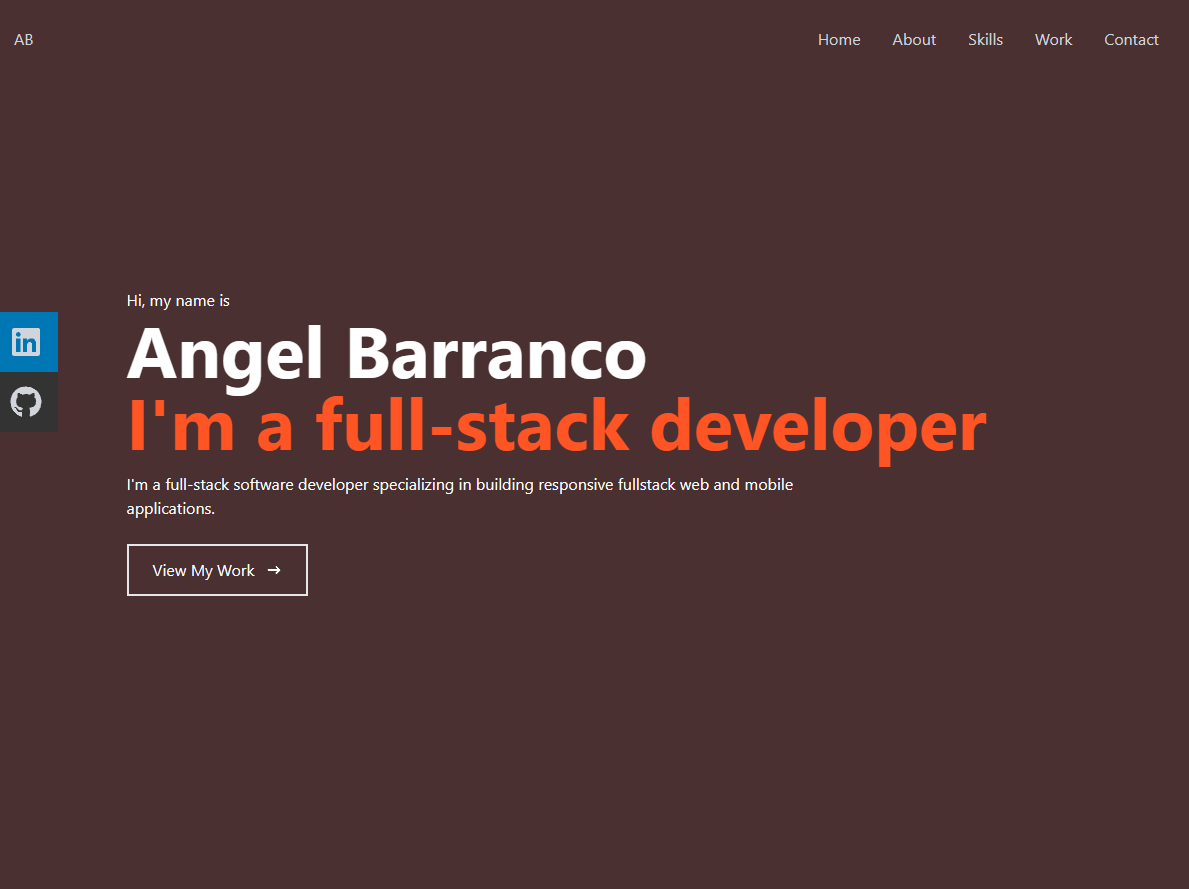 AB
Home About Skills Work Contact
Hi, my name is
Angel Barranco
I'm a full-stack developer
I'm a full-stack software developer specializing in building responsive fullstack web and mobile
applications.
in
View My Work →